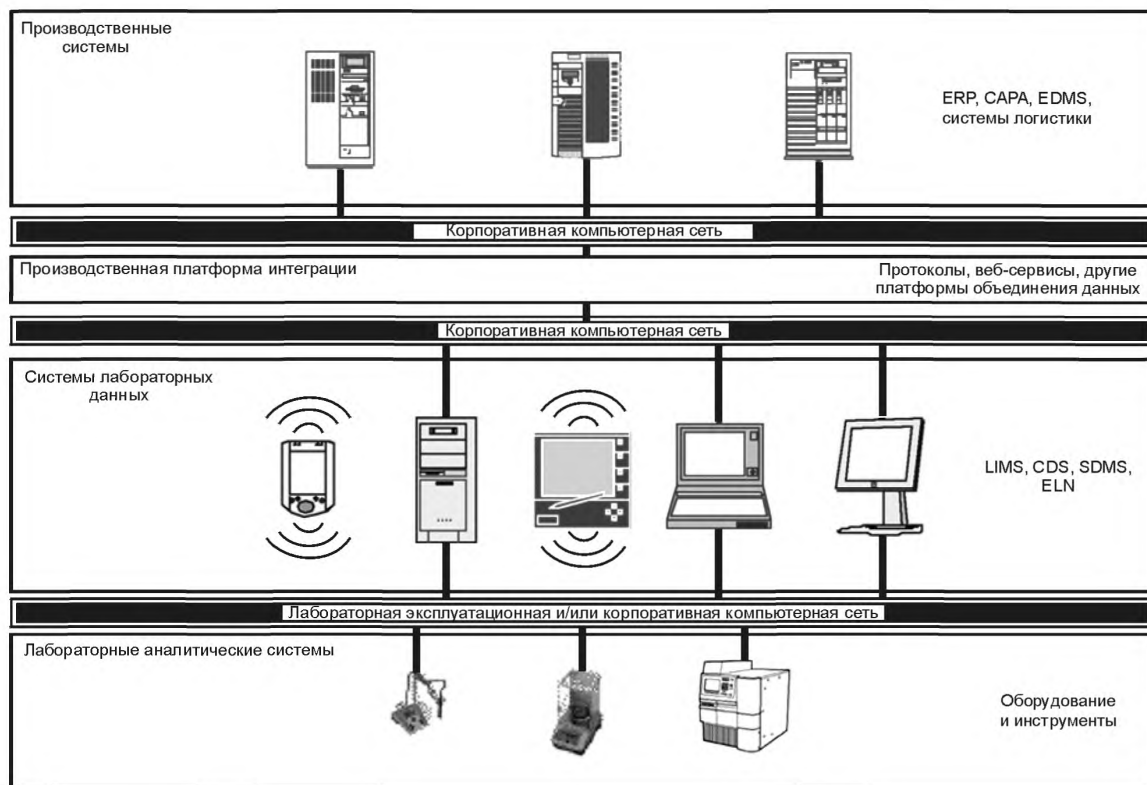 Производственные
системы
ERP, CAPA, EDMS,
системы логистики
Корпоративная компьютерная сеть
Производственная платформа интеграции
Протоколы, веб-сервисы, другие
платформы объединения данных
Корпоративная компьютерная сеть
Системы лабораторных
данных
LIMS, CDS, SDMS,
ELN
Лабораторная эксплуатационная и/или корпоративная компьютерная сеть
Лабораторные аналитические системы
Оборудование
и инструменты